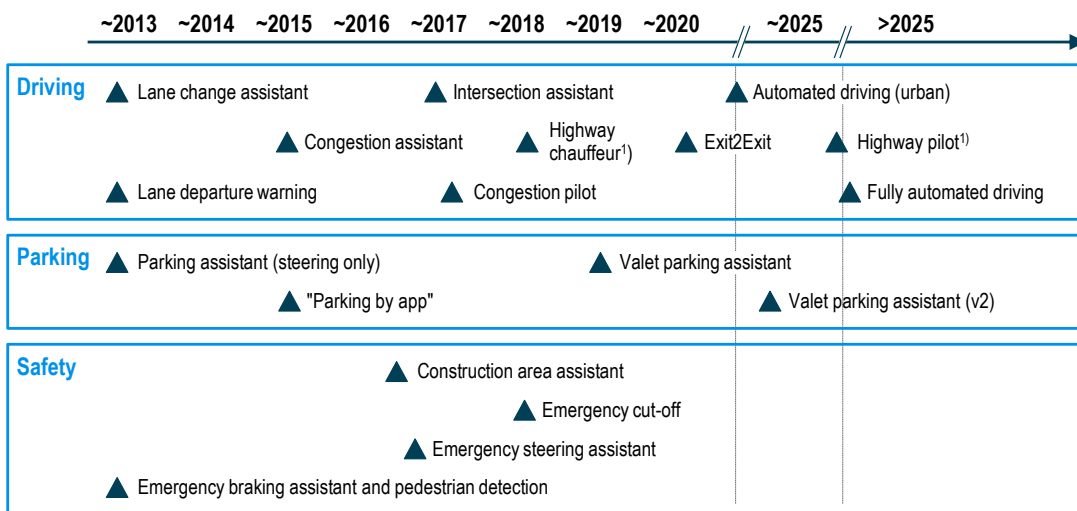 ~2013 ~2014 ~2015 ~2016 ~2017 ~2018 ~2019 ~2020 ~2025 >2025
Driving
Lane change assistant Intersection assistant Automated driving (urban)
Congestion assistant Highway chauffeur¹) Exit2Exit Highway pilot¹⁾
Lane departure warning Congestion pilot Fully automated driving
Parking
Parking assistant (steering only) Valet parking assistant
"Parking by app" Valet parking assistant (v2)
Safety
Construction area assistant
Emergency cut-off
Emergency steering assistant
Emergency braking assistant and pedestrian detection